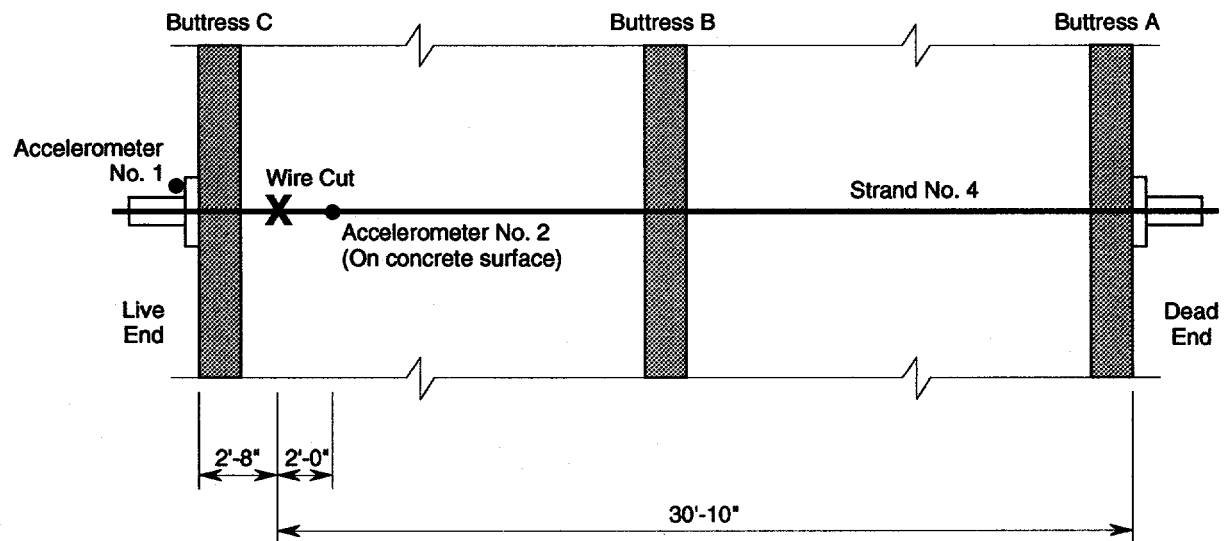 Buttress C
Buttress B
Buttress A
Accelerometer
No. 1
Wire Cut
X
Strand No. 4
Accelerometer No. 2
(On concrete surface)
Live
End
Dead
End
2'-8"
2'-0"
30'-10"